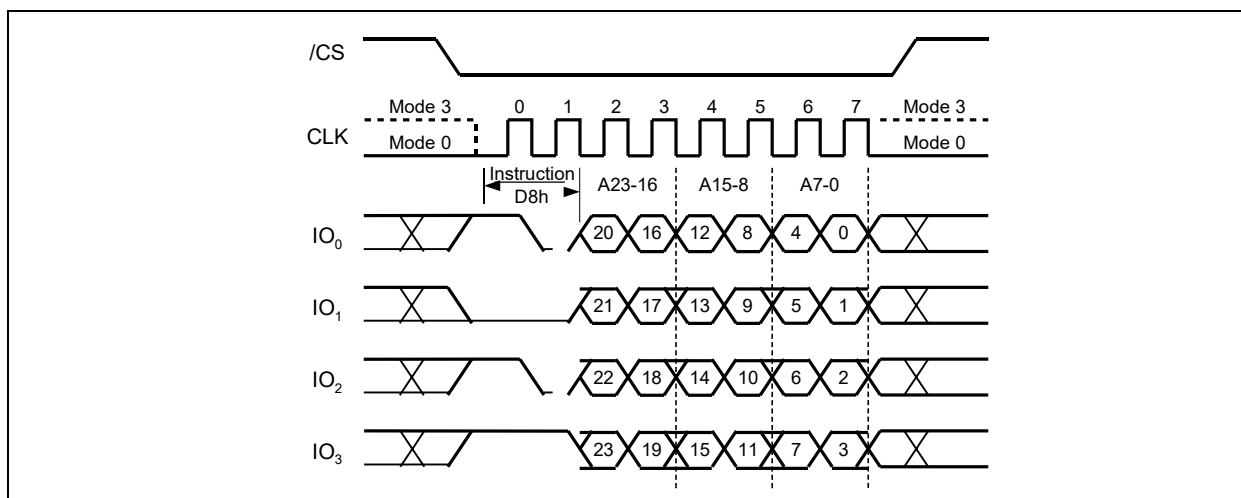 /CS
Mode 3 0 1 2 3 4 5 6 7 Mode 3
CLK Mode 0 Mode 0
Instruction
D8h A23-16 A15-8 A7-0
IO0 20 16 12 8 4 0
IO1 21 17 13 9 5 1
IO2 22 18 14 10 6 2
IO3 23 19 15 11 7 3